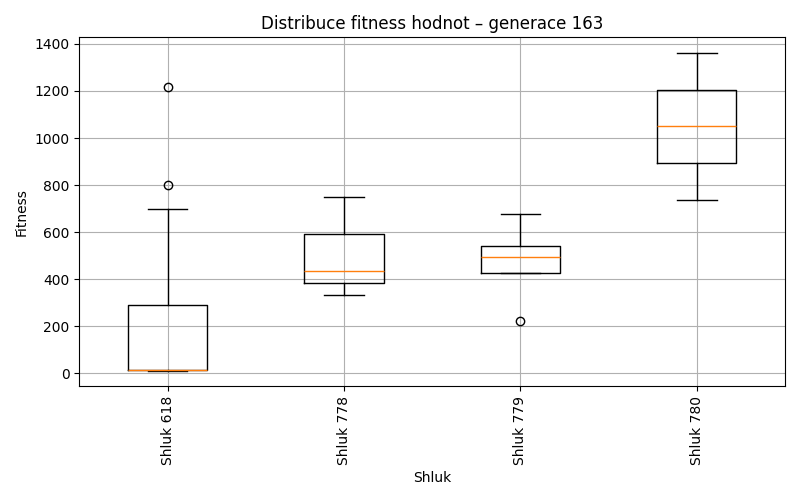 Distribuce fitness hodnot – generace 163
Fitness
1400
1200
1000
800
600
400
200
0
Shluk 618
Shluk 778
Shluk 779
Shluk 780
Shluk